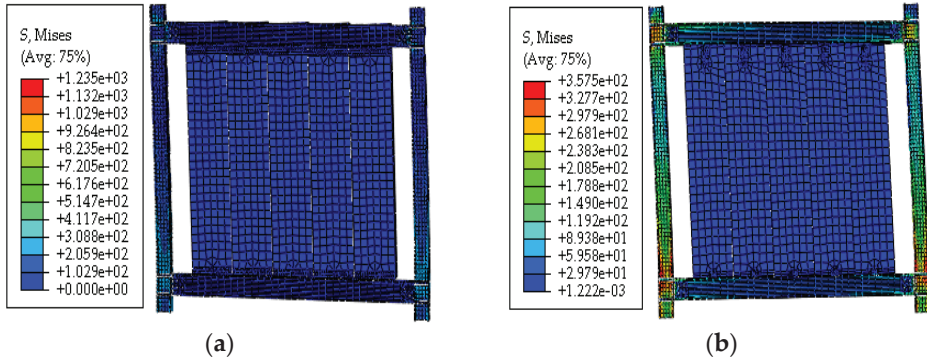 S, Mises
(Avg: 75%)
+1.235e+03
+1.132e+03
+1.029e+03
+9.264e+02
+8.235e+02
+7.205e+02
+6.176e+02
+5.147e+02
+4.117e+02
+3.088e+02
+2.059e+02
+1.029e+02
+0.000e+00
(a)
S, Mises
(Avg: 75%)
+3.575e+02
+3.277e+02
+2.979e+02
+2.681e+02
+2.383e+02
+2.085e+02
+1.788e+02
+1.490e+02
+1.192e+02
+8.938e+01
+5.958e+01
+2.979e+01
+1.222e-03
(b)